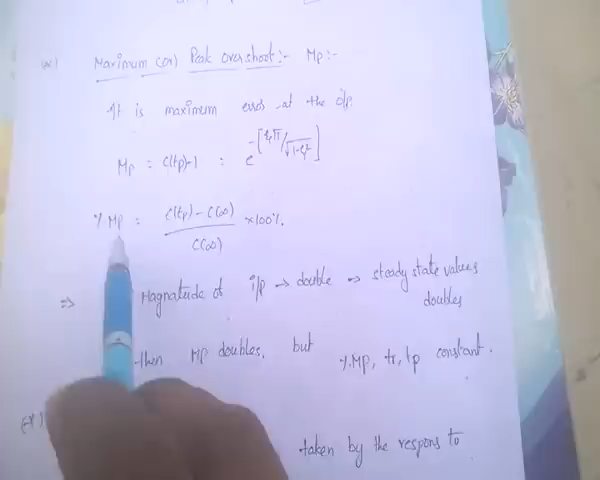 Maximum (or) Peak overshoot:- Mp:-
It is maximum error at the o/p.
Mp = c(tp)-1 = e^-[ξπ/√1-ξ²]
% Mp = c(tp) - c(∞) / c(∞) ×100%.
⇒ Magnatude of i/p → double → steady state values
doubles
then Mp doubles, but %Mp, tr, tp constant.
taken by the respons to